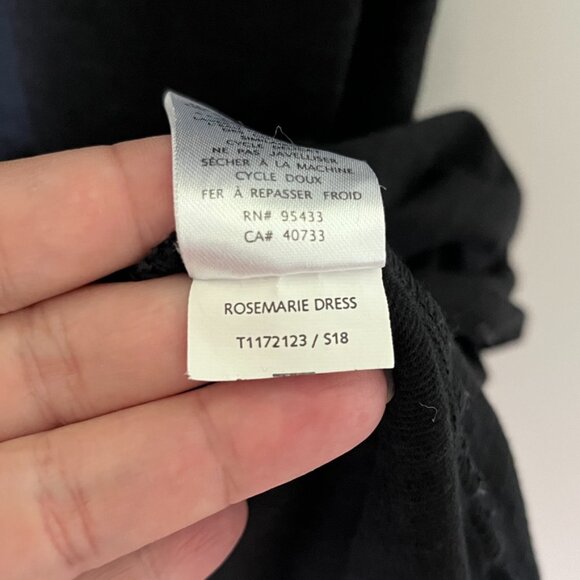 CYCLE
NE PAS JAVELLISER
SÉCHER À LA MACHINE
CYCLE DOUX
FER À REPASSER FROID
RN# 95433
CA# 40733
ROSEMARIE DRESS
T1172123 / S18